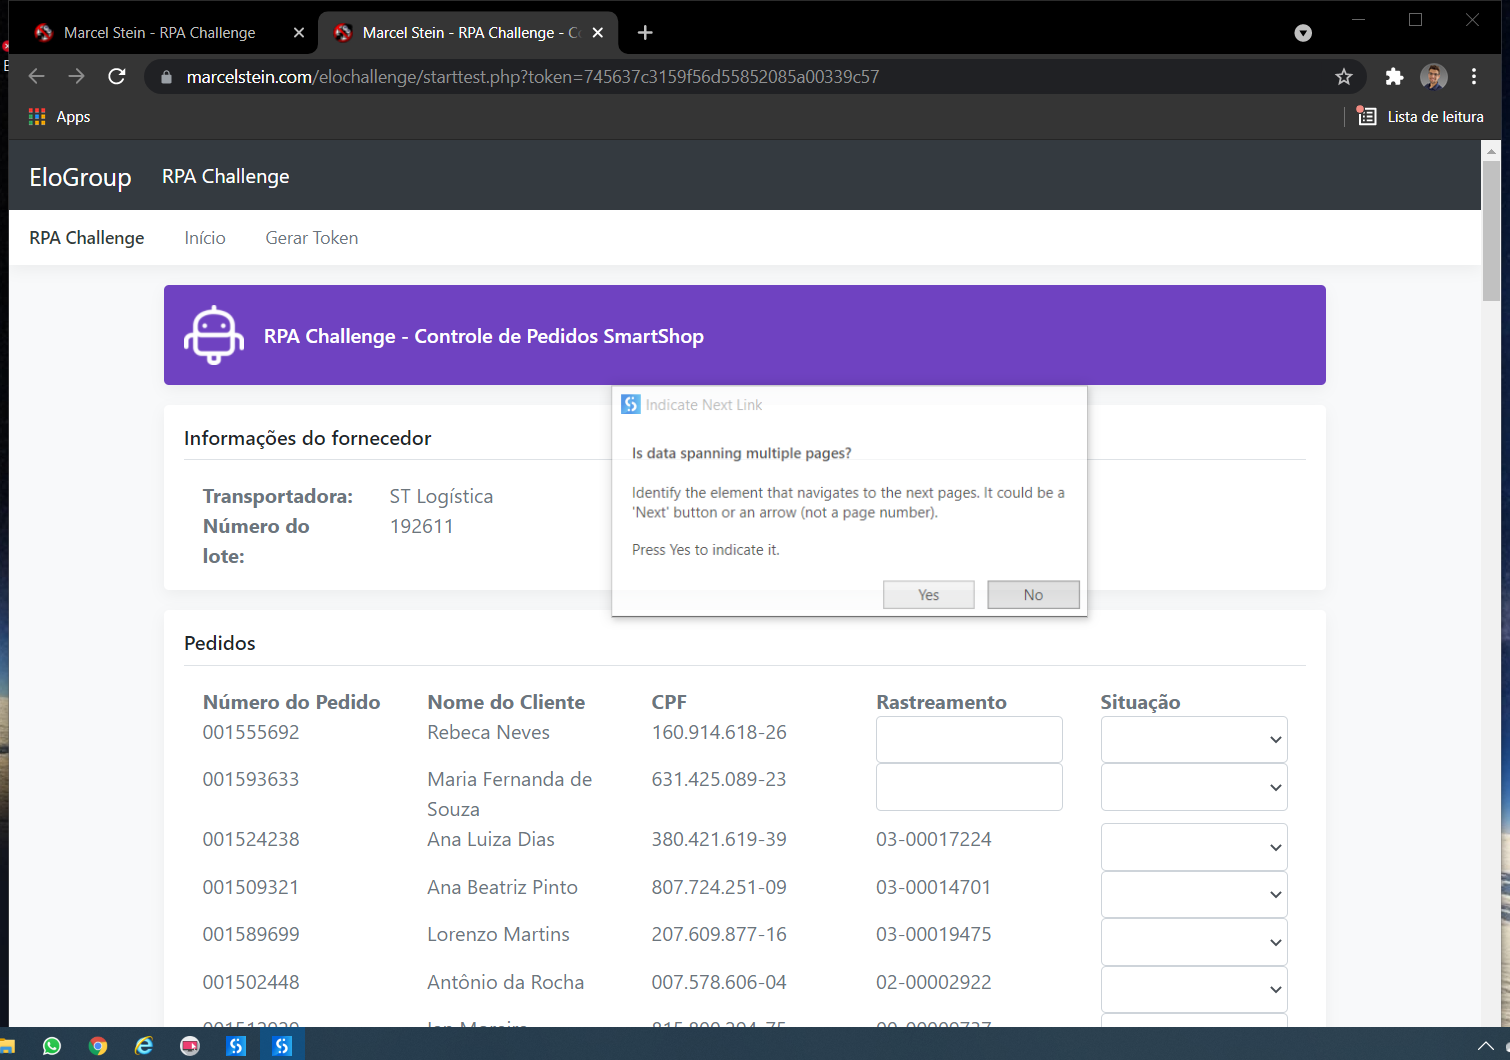 Marcel Stein - RPA Challenge
Marcel Stein - RPA Challenge - Co
marcelstein.com/elochallenge/starttest.php?token=745637c3159f56d55852085a00339c57
Apps
Lista de leitura
EloGroup RPA Challenge
RPA Challenge Início Gerar Token
RPA Challenge - Controle de Pedidos SmartShop
Informações do fornecedor
Transportadora: ST Logística
Número do lote: 192611
Indicate Next Link
Is data spanning multiple pages?
Identify the element that navigates to the next pages. It could be a
'Next' button or an arrow (not a page number).
Press Yes to indicate it.
Yes No
Pedidos
Número do Pedido Nome do Cliente CPF Rastreamento Situação
001555692 Rebeca Neves 160.914.618-26
001593633 Maria Fernanda de Souza 631.425.089-23
001524238 Ana Luiza Dias 380.421.619-39 03-00017224
001509321 Ana Beatriz Pinto 807.724.251-09 03-00014701
001589699 Lorenzo Martins 207.609.877-16 03-00019475
001502448 Antônio da Rocha 007.578.606-04 02-00002922